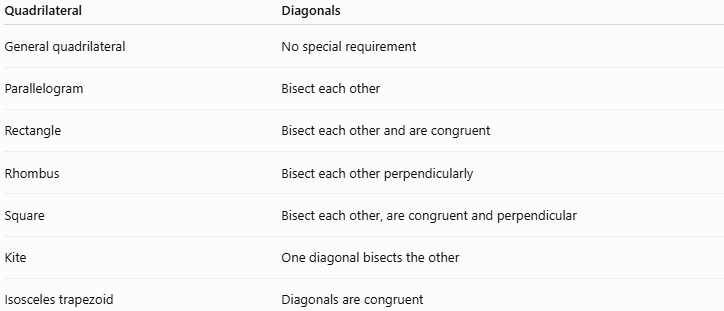 Quadrilateral Diagonals
General quadrilateral No special requirement
Parallelogram Bisect each other
Rectangle Bisect each other and are congruent
Rhombus Bisect each other perpendicularly
Square Bisect each other, are congruent and perpendicular
Kite One diagonal bisects the other
Isosceles trapezoid Diagonals are congruent